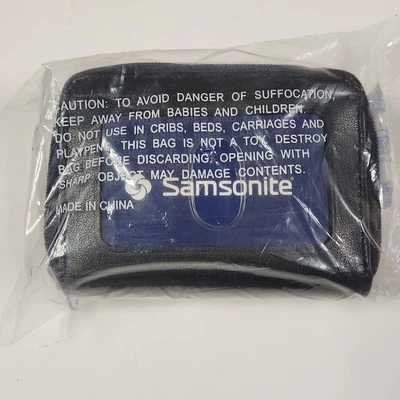 CAUTION: TO AVOID DANGER OF SUFFOCATION,
KEEP AWAY FROM BABIES AND CHILDREN.
DO NOT USE IN CRIBS, BEDS, CARRIAGES AND
PLAYPENS. THIS BAG IS NOT A TOY. DESTROY
BAG BEFORE DISCARDING. OPENING WITH
SHARP OBJECT MAY DAMAGE CONTENTS.
Samsonite
MADE IN CHINA